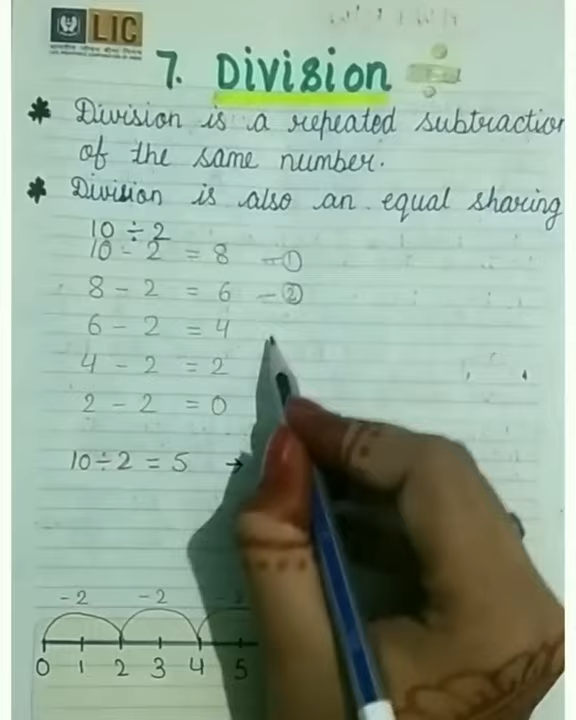 LIC
7. Division ÷
* Division is a repeated subtraction
of the same number.
* Division is also an equal sharing
10 ÷ 2
10 - 2 = 8 - ①
8 - 2 = 6 - ②
6 - 2 = 4
4 - 2 = 2
2 - 2 = 0
10 ÷ 2 = 5 →
-2 -2
0 1 2 3 4 5